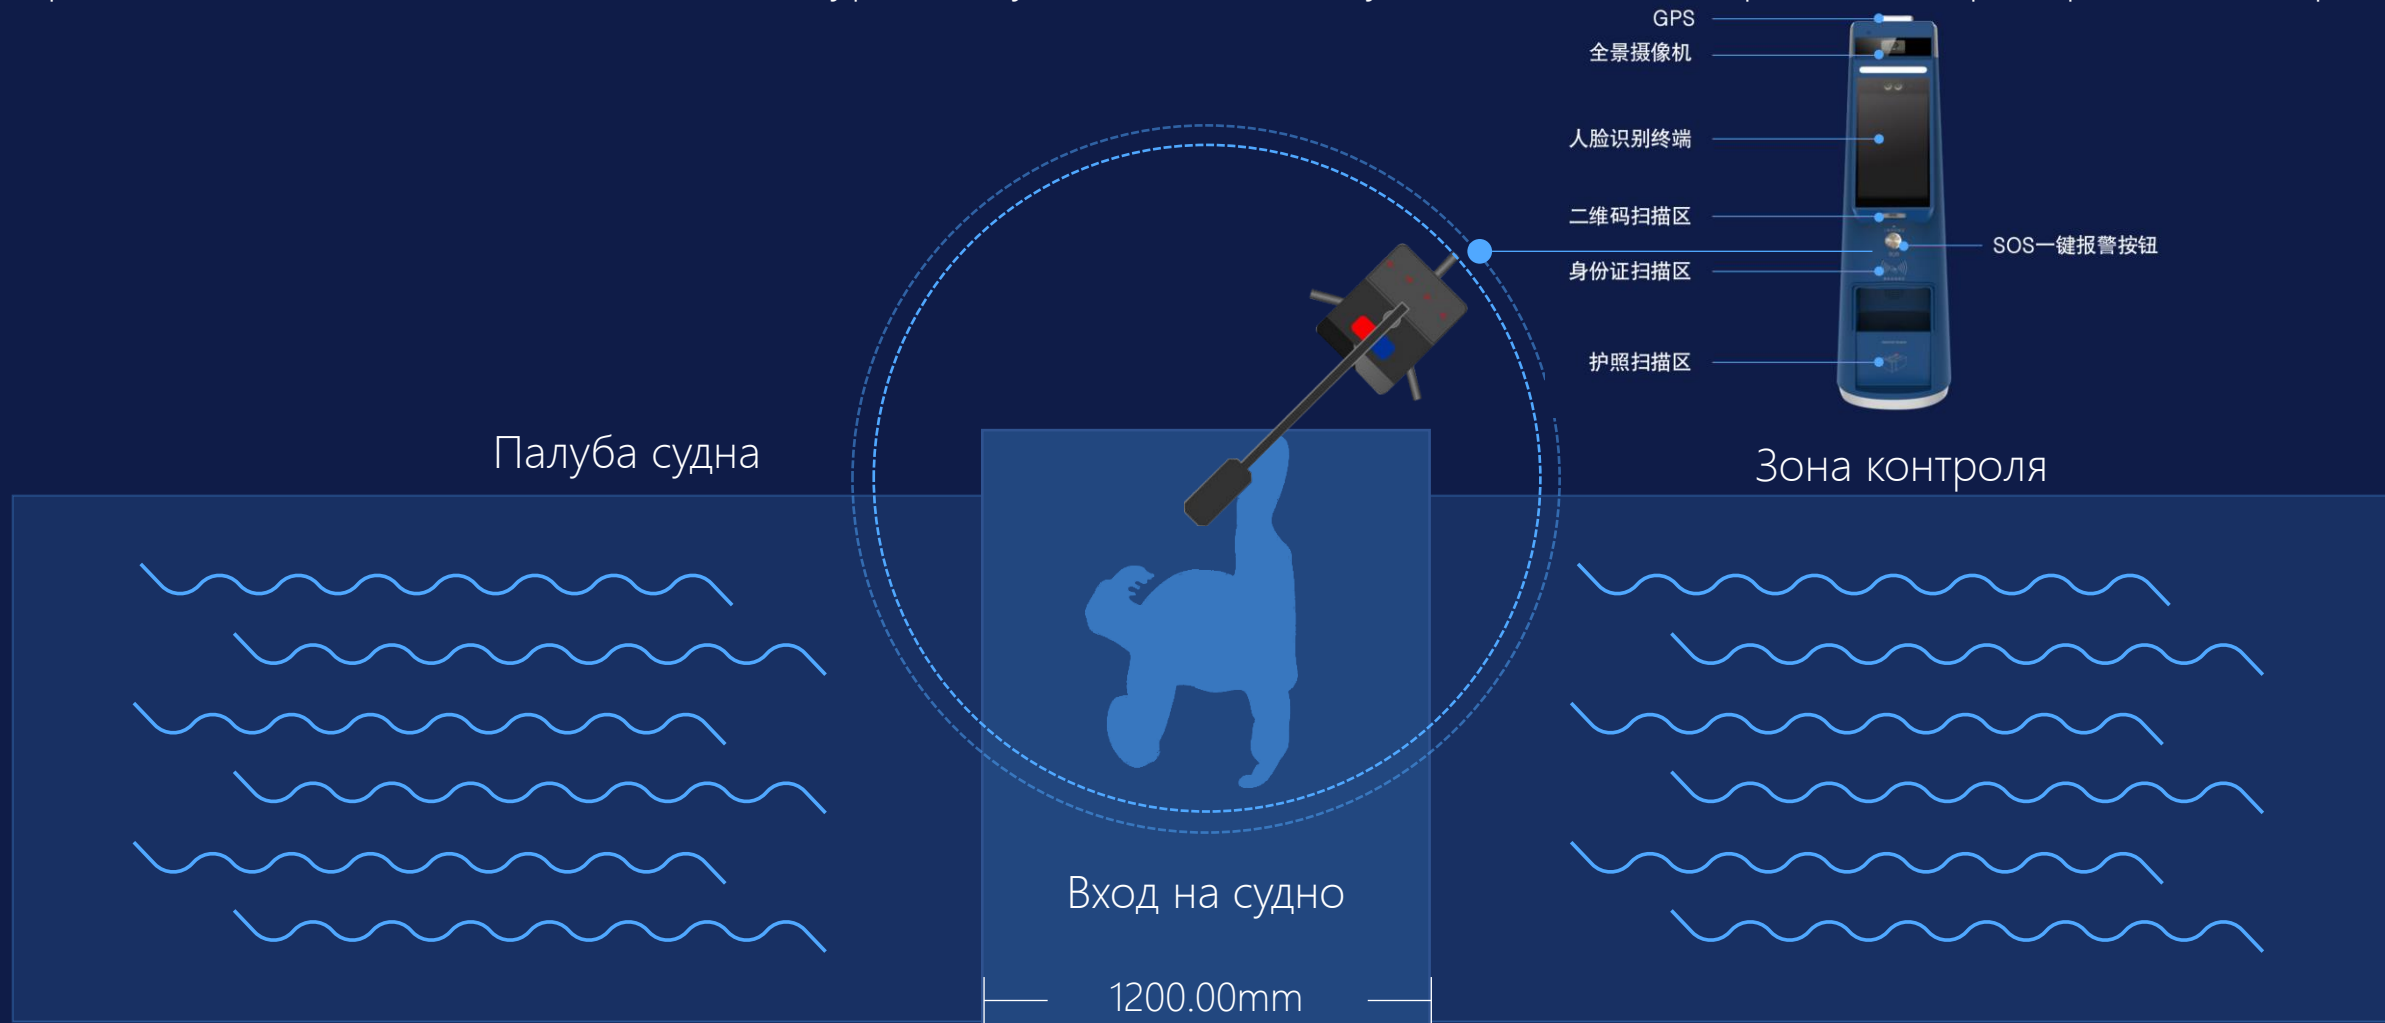 GPS
全景摄像机
人脸识别终端
二维码扫描区
SOS一键报警按钮
身份证扫描区
护照扫描区
Палуба судна
Зона контроля
Вход на судно
1200.00mm